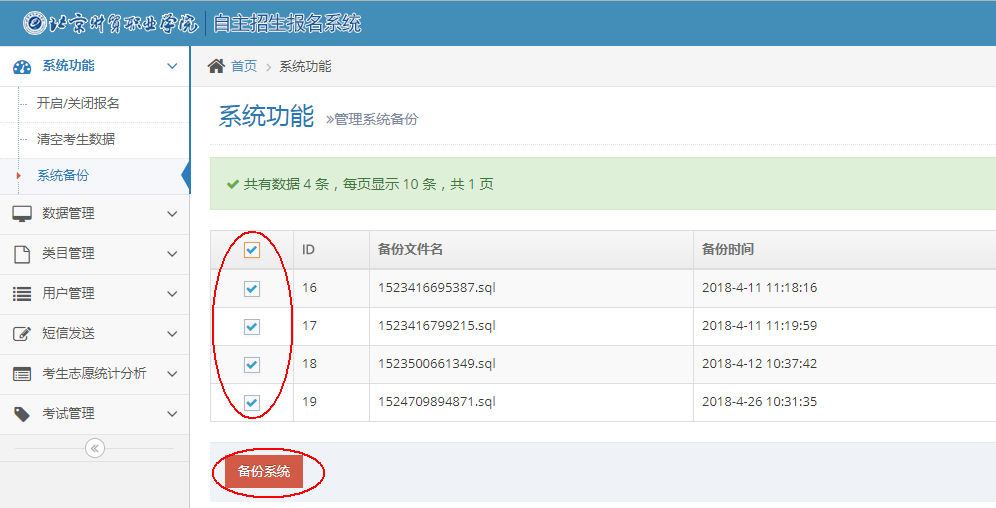 北京财贸职业学院 自主招生报名系统
系统功能
开启/关闭报名
清空考生数据
系统备份
数据管理
类目管理
用户管理
短信发送
考生志愿统计分析
考试管理
首页 > 系统功能
系统功能 »管理系统备份
共有数据 4 条，每页显示 10 条，共 1 页
ID 备份文件名 备份时间
16 1523416695387.sql 2018-4-11 11:18:16
17 1523416799215.sql 2018-4-11 11:19:59
18 1523500661349.sql 2018-4-12 10:37:42
19 1524709894871.sql 2018-4-26 10:31:35
备份系统